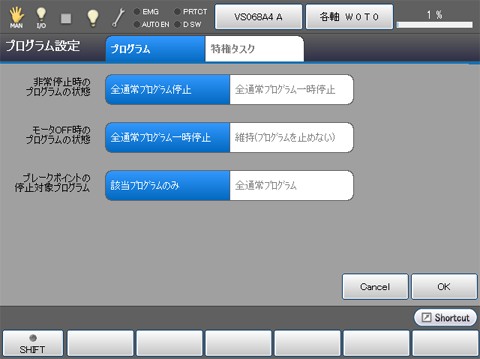 MAN
I/O
EMG
PRTCT
AUTO EN
D SW
VS068A4 A
各軸 W0T0
1 %
プログラム設定
プログラム
特権タスク
非常停止時の
プログラムの状態
全通常プログラム停止
全通常プログラム一時停止
モータOFF時の
プログラムの状態
全通常プログラム一時停止
維持(プログラムを止めない)
ブレークポイントの
停止対象プログラム
該当プログラムのみ
全通常プログラム
Cancel
OK
Shortcut
SHIFT